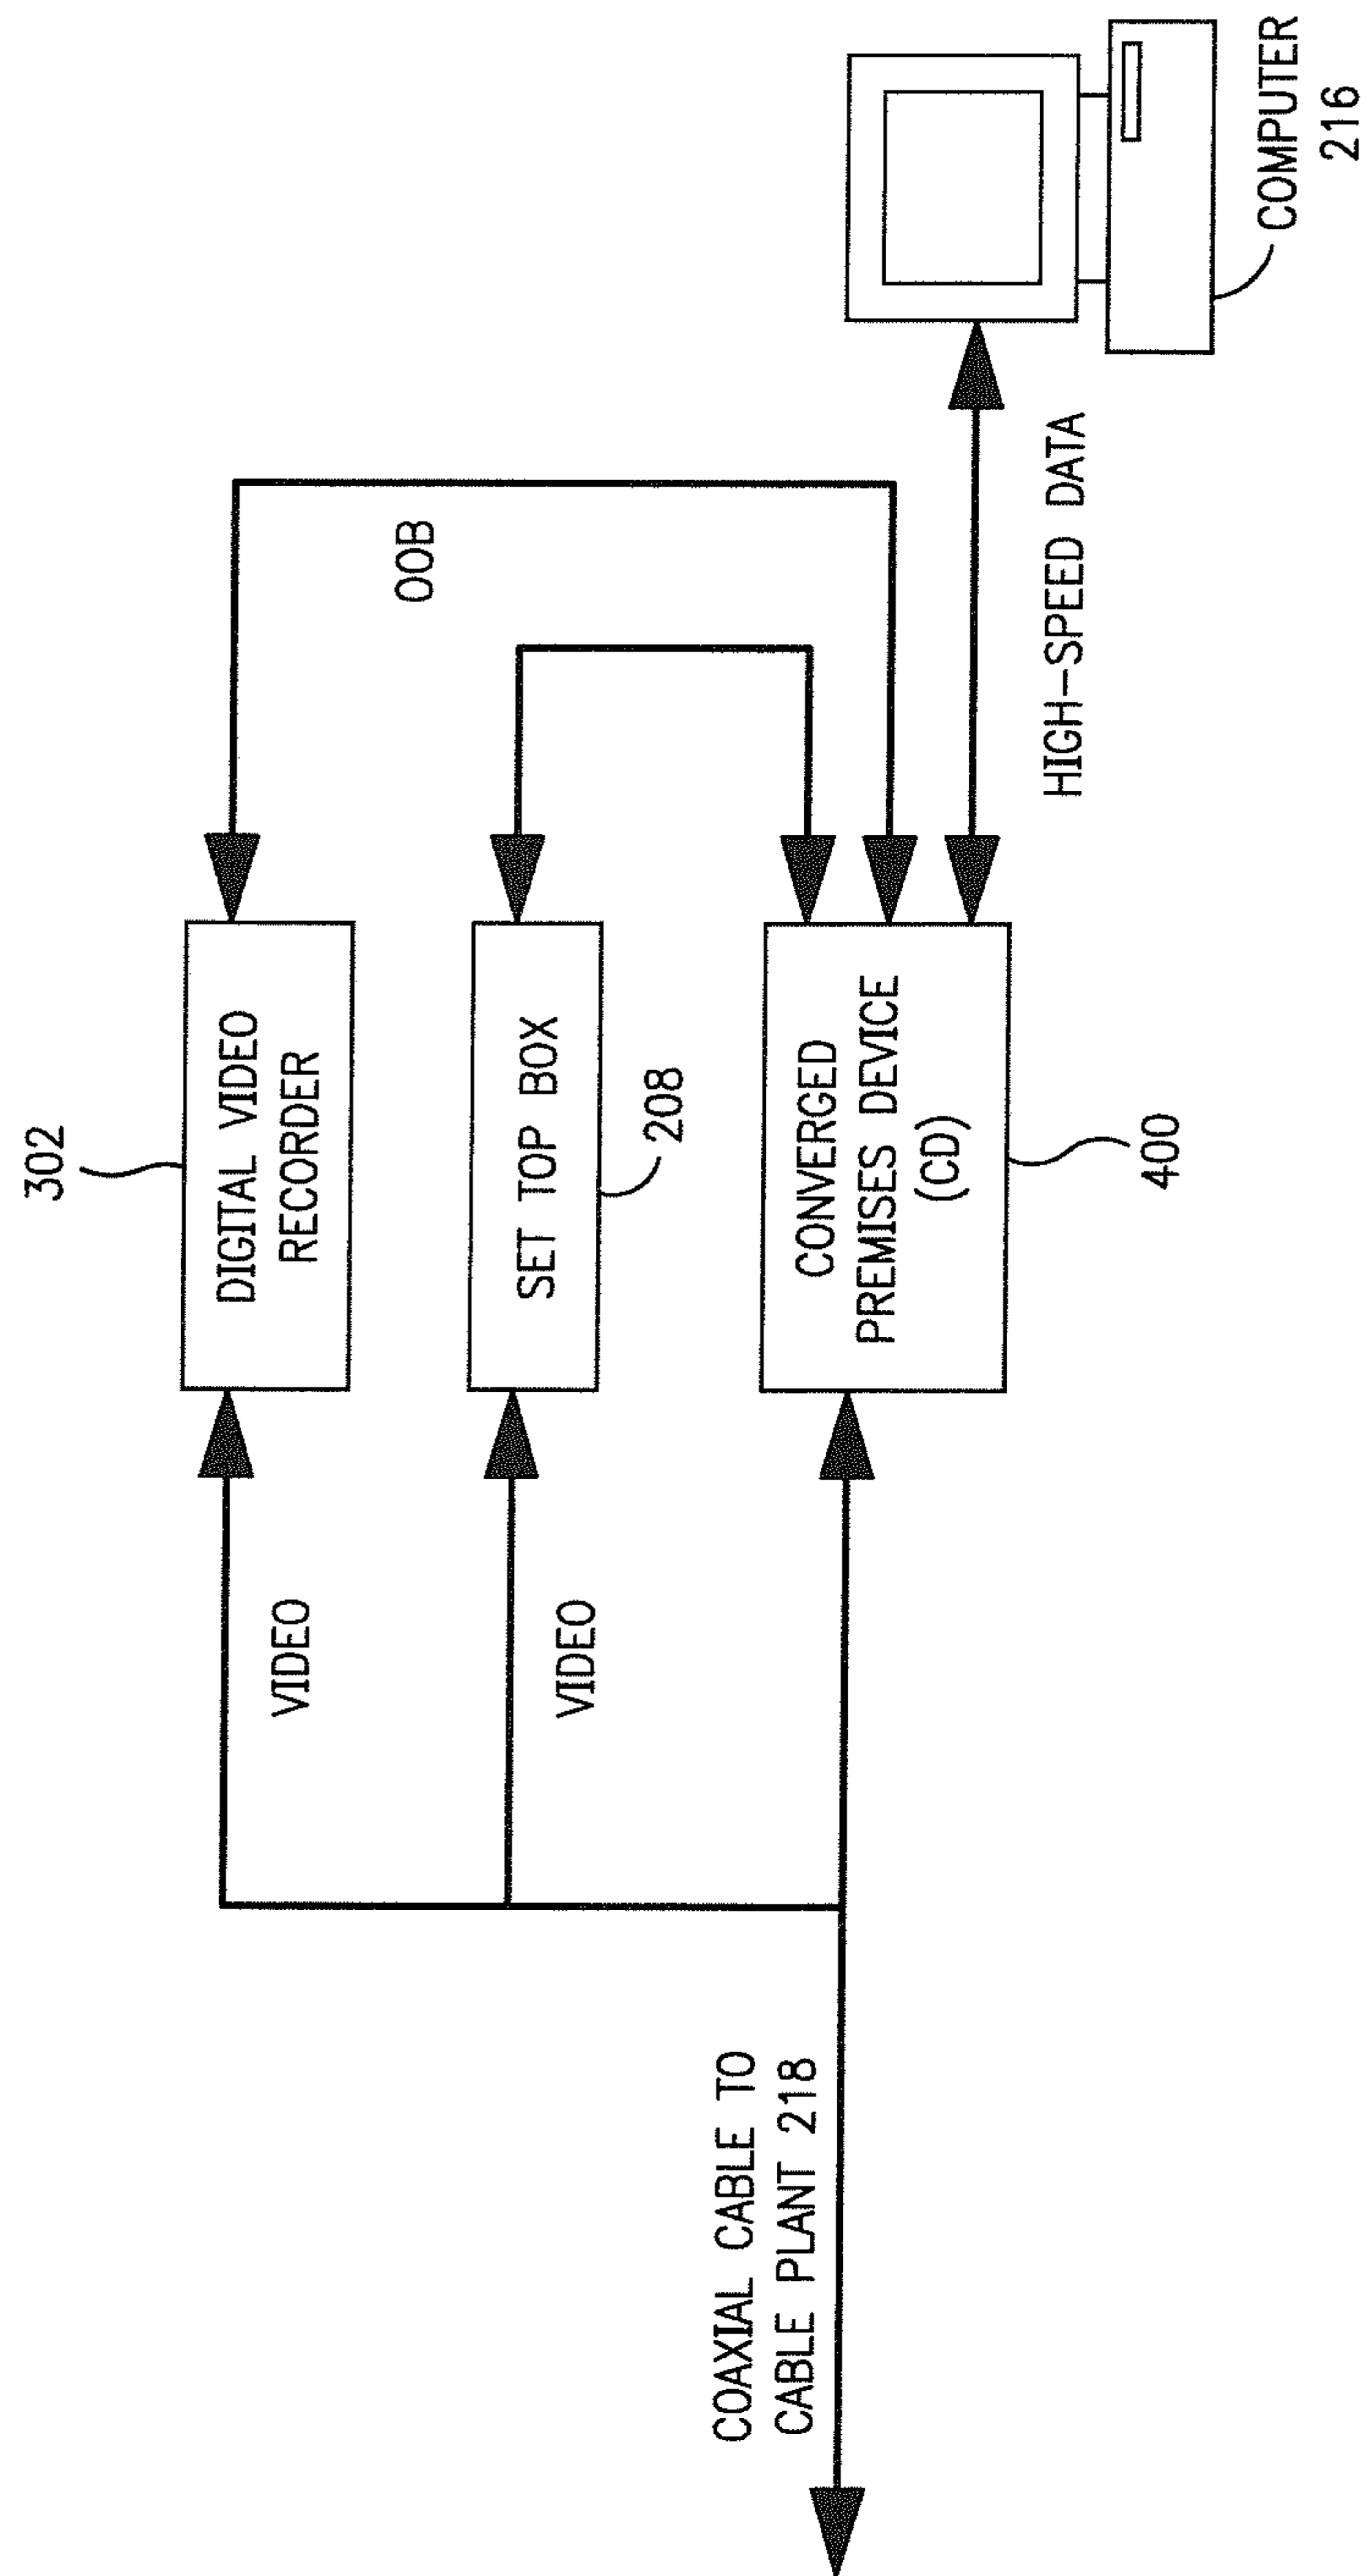 302
DIGITAL VIDEO
RECORDER
VIDEO
OOB
SET TOP BOX
208
VIDEO
COAXIAL CABLE TO
CABLE PLANT 218
CONVERGED
PREMISES DEVICE
(CD)
400
HIGH-SPEED DATA
COMPUTER
216